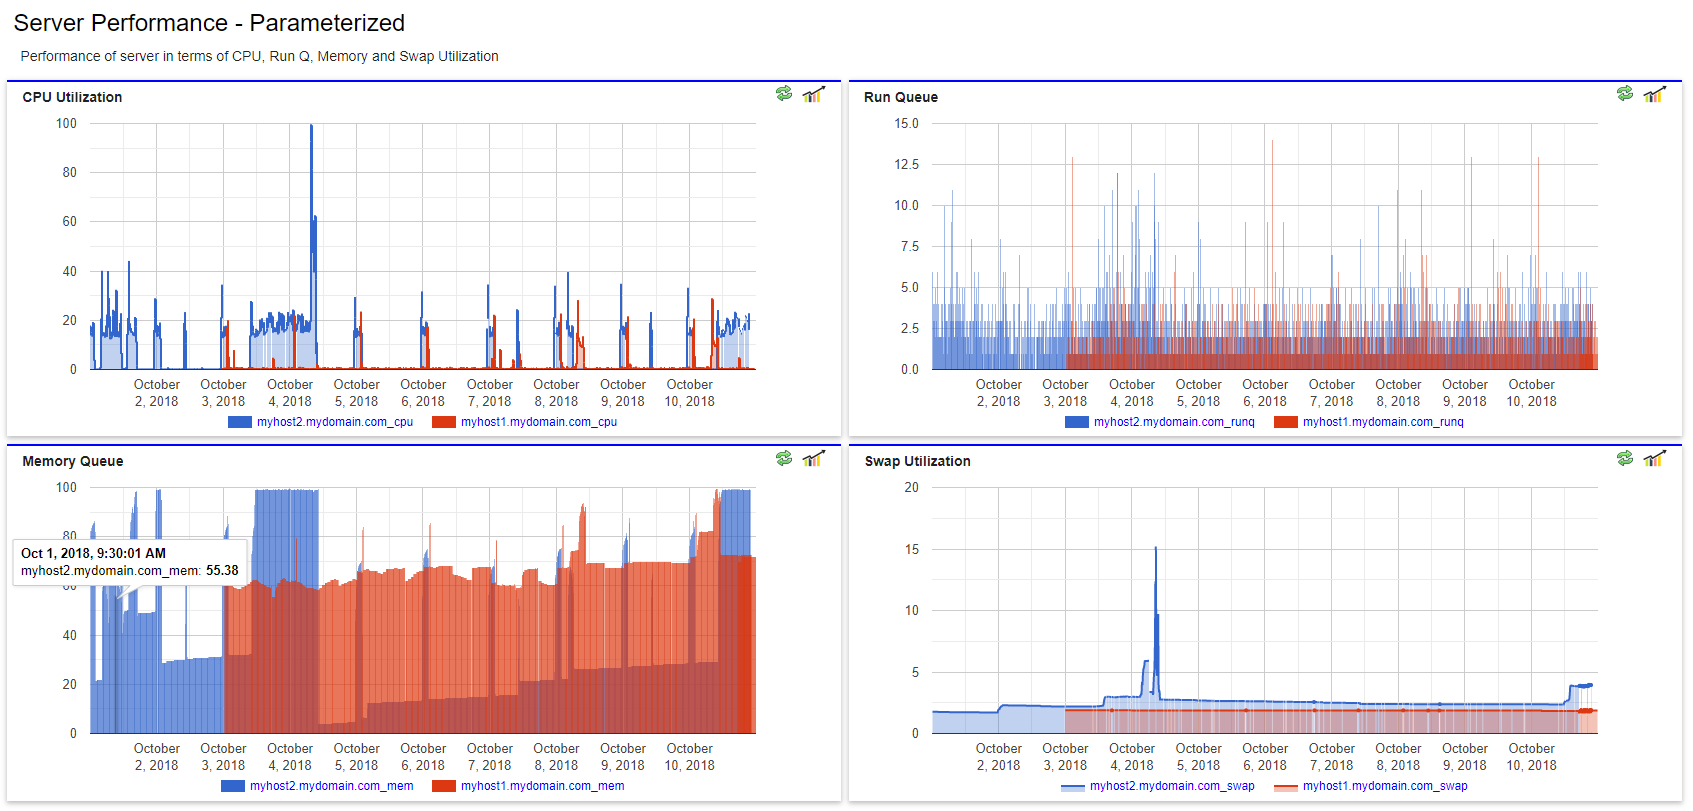 Server Performance - Parameterized
Performance of server in terms of CPU, Run Q, Memory and Swap Utilization
CPU Utilization
100
80
60
40
20
0
October October October October October October October October October
2, 2018 3, 2018 4, 2018 5, 2018 6, 2018 7, 2018 8, 2018 9, 2018 10, 2018
myhost2.mydomain.com_cpu myhost1.mydomain.com_cpu
Run Queue
15.0
12.5
10.0
7.5
5.0
2.5
0.0
October October October October October October October October October
2, 2018 3, 2018 4, 2018 5, 2018 6, 2018 7, 2018 8, 2018 9, 2018 10, 2018
myhost2.mydomain.com_runq myhost1.mydomain.com_runq
Memory Queue
100
80
Oct 1, 2018, 9:30:01 AM
myhost2.mydomain.com_mem: 55.38
60
40
20
0
October October October October October October October October October
2, 2018 3, 2018 4, 2018 5, 2018 6, 2018 7, 2018 8, 2018 9, 2018 10, 2018
myhost2.mydomain.com_mem myhost1.mydomain.com_mem
Swap Utilization
20
15
10
5
0
October October October October October October October October October
2, 2018 3, 2018 4, 2018 5, 2018 6, 2018 7, 2018 8, 2018 9, 2018 10, 2018
myhost2.mydomain.com_swap myhost1.mydomain.com_swap